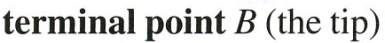 terminal point B (the tip)